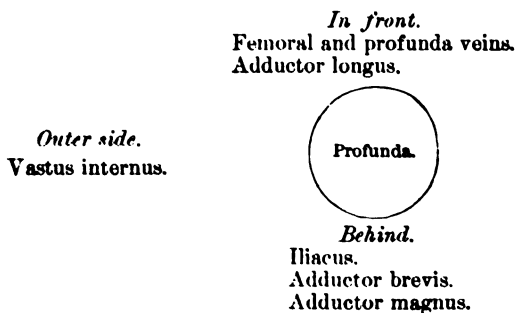 In front.
Femoral and profunda veins.
Adductor longus.
Outer side.
Vastus internus.
Profunda.
Behind.
Iliacus.
Adductor brevis.
Adductor magnus.